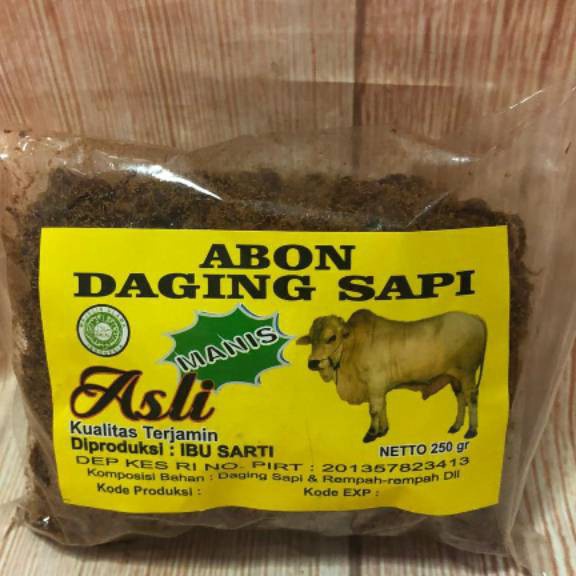 ABON
DAGING SAPI
MANIS
Asli
Kualitas Terjamin
Diproduksi : IBU SARTI
NETTO 250 gr
DEP KES RI NO- PIRT : 201357823413
Komposisi Bahan : Daging Sapi & Rempah-rempah Dll
Kode Produksi :
Kode EXP :